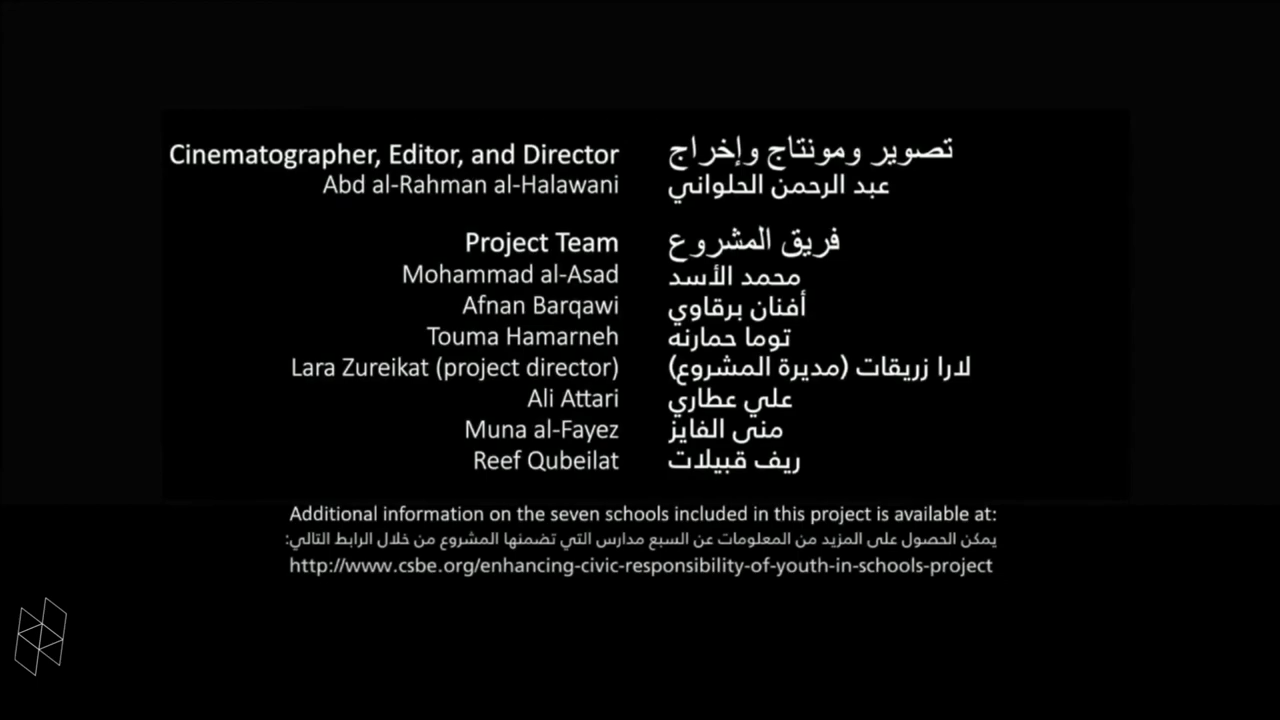 Cinematographer, Editor, and Director تصوير ومونتاج وإخراج
Abd al-Rahman al-Halawani عبد الرحمن الحلواني
Project Team فريق المشروع
Mohammad al-Asad محمد الأسد
Afnan Barqawi أفنان برقاوي
Touma Hamarneh توما حمارنه
Lara Zureikat (project director) لارا زريقات (مديرة المشروع)
Ali Attari علي عطاري
Muna al-Fayez منى الفايز
Reef Qubeilat ريف قبيلات
Additional information on the seven schools included in this project is available at:
يمكن الحصول على المزيد من المعلومات عن السبع مدارس التي تضمنها المشروع من خلال الرابط التالي:
http://www.csbe.org/enhancing-civic-responsibility-of-youth-in-schools-project